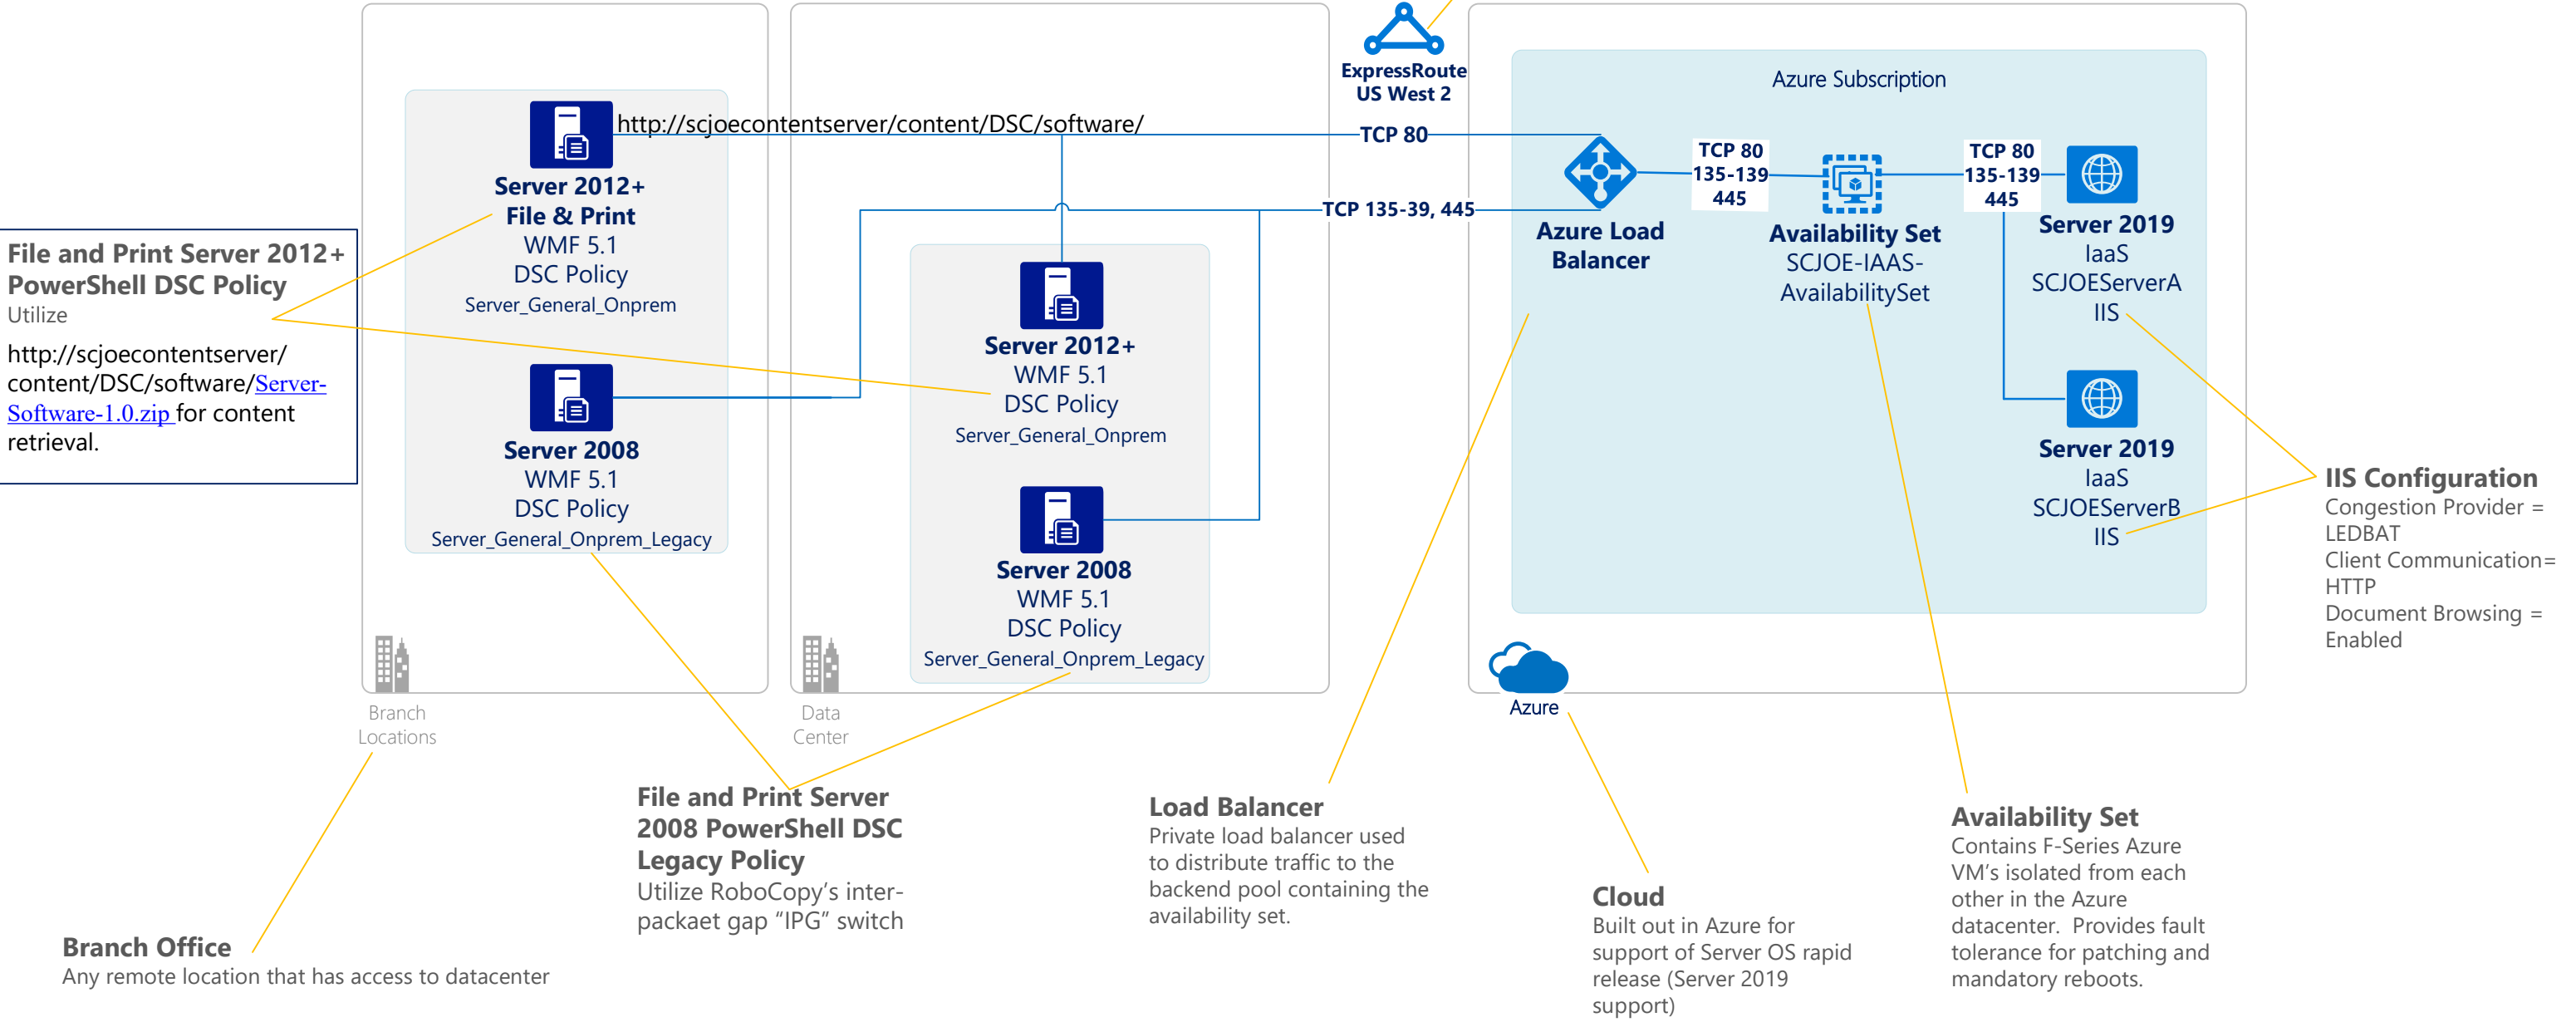 ExpressRoute
US West 2
Azure Subscription
http://scjoecontentserver/content/DSC/software/
TCP 80
TCP 135-39, 445
Server 2012+
File & Print
WMF 5.1
DSC Policy
Server_General_Onprem
Server 2008
WMF 5.1
DSC Policy
Server_General_Onprem_Legacy
Server 2012+
WMF 5.1
DSC Policy
Server_General_Onprem
Server 2008
WMF 5.1
DSC Policy
Server_General_Onprem_Legacy
Azure Load
Balancer
TCP 80
135-139
445
Availability Set
SCJOE-IAAS-
AvailabilitySet
TCP 80
135-139
445
Server 2019
IaaS
SCJOEServerA
IIS
Server 2019
IaaS
SCJOEServerB
IIS
File and Print Server 2012+
PowerShell DSC Policy
Utilize
http://scjoecontentserver/
content/DSC/software/Server-
Software-1.0.zip for content
retrieval.
IIS Configuration
Congestion Provider =
LEDBAT
Client Communication=
HTTP
Document Browsing =
Enabled
Branch
Locations
Data
Center
Azure
Branch Office
Any remote location that has access to datacenter
File and Print Server
2008 PowerShell DSC
Legacy Policy
Utilize RoboCopy's inter-
packaet gap “IPG” switch
Load Balancer
Private load balancer used
to distribute traffic to the
backend pool containing the
availability set.
Cloud
Built out in Azure for
support of Server OS rapid
release (Server 2019
support)
Availability Set
Contains F-Series Azure
VM’s isolated from each
other in the Azure
datacenter.  Provides fault
tolerance for patching and
mandatory reboots.